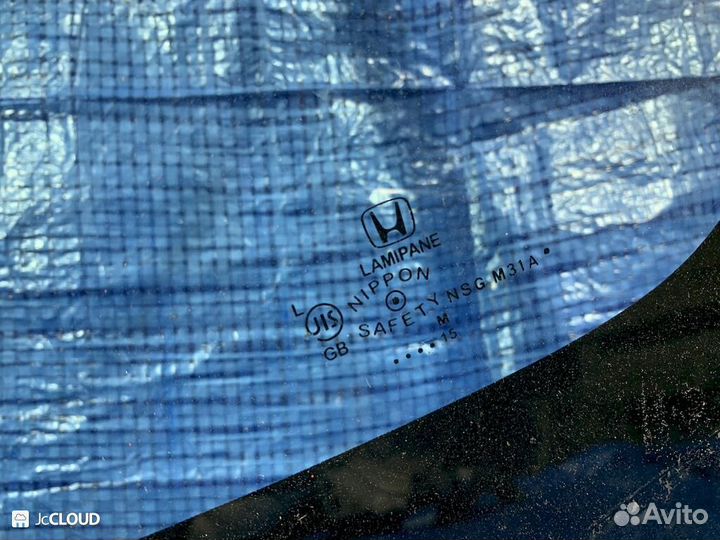 LAMIPANE
NIPPON
L
JIS
SAFETY NSG M31A
GB
M
••••15
JcCLOUD
Avito